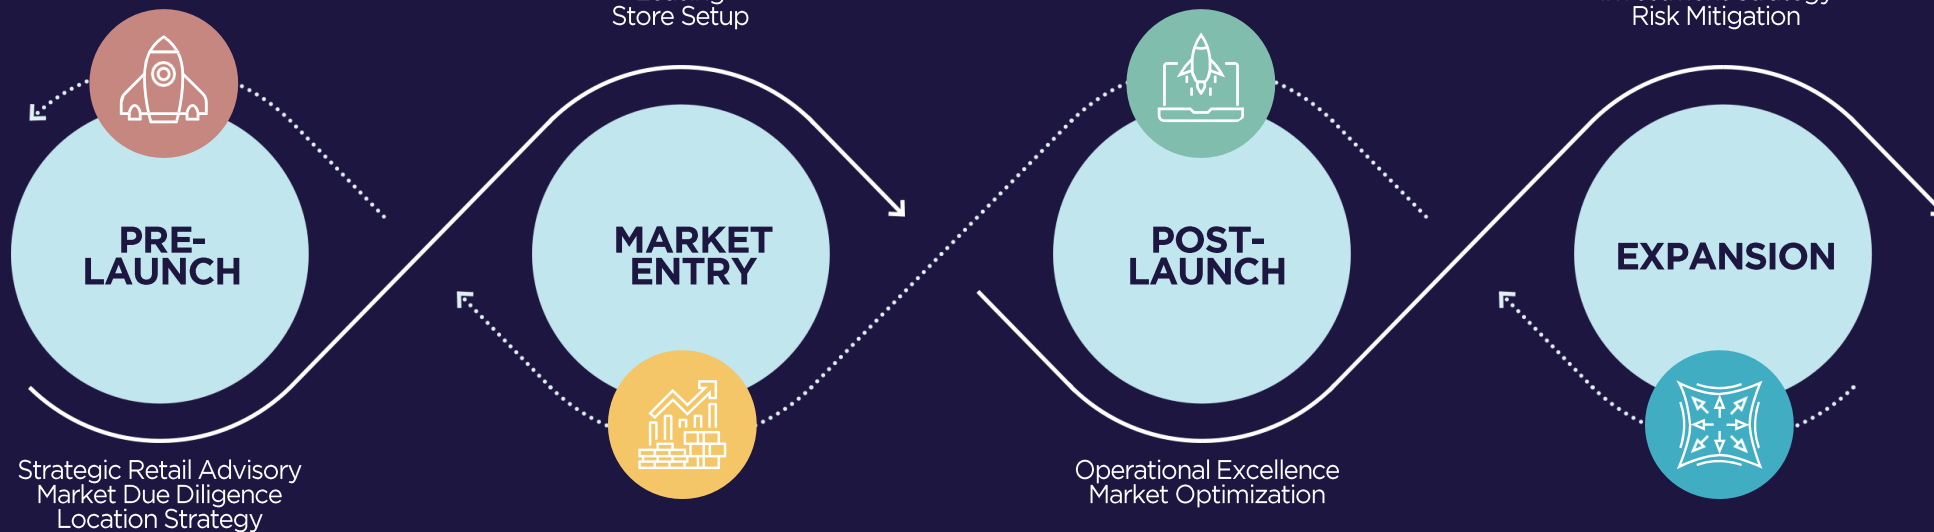 Store Setup
Risk Mitigation
PRE-
LAUNCH
MARKET
ENTRY
POST-
LAUNCH
EXPANSION
Strategic Retail Advisory
Market Due Diligence
Location Strategy
Operational Excellence
Market Optimization